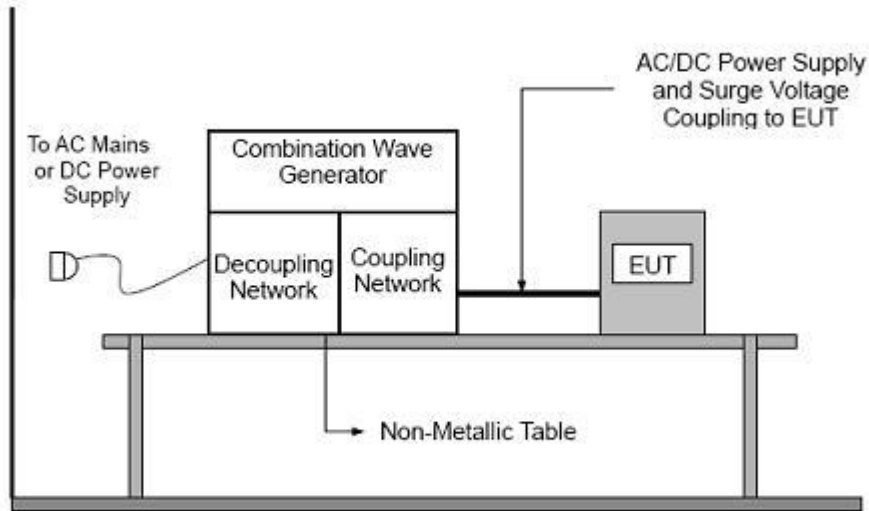 AC/DC Power Supply
and Surge Voltage
Coupling to EUT
To AC Mains
or DC Power
Supply
Combination Wave
Generator
Decoupling
Network
Coupling
Network
EUT
Non-Metallic Table